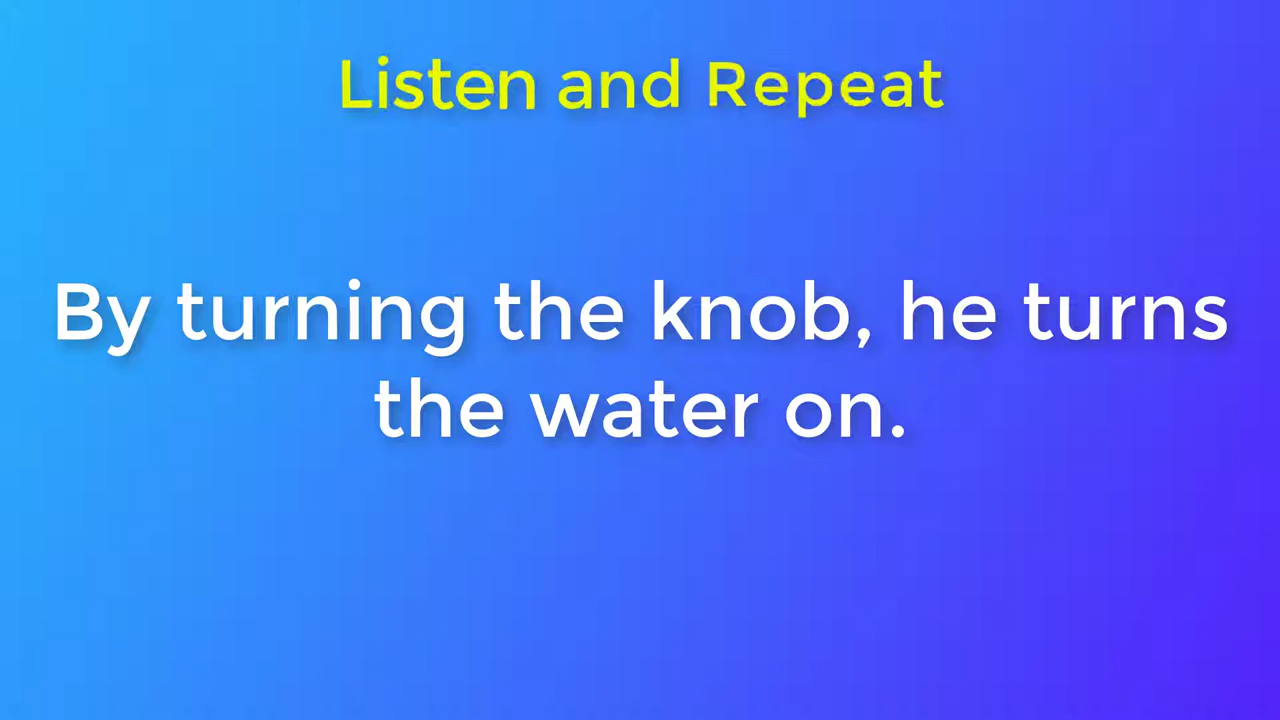 Listen and Repeat
By turning the knob, he turns
the water on.